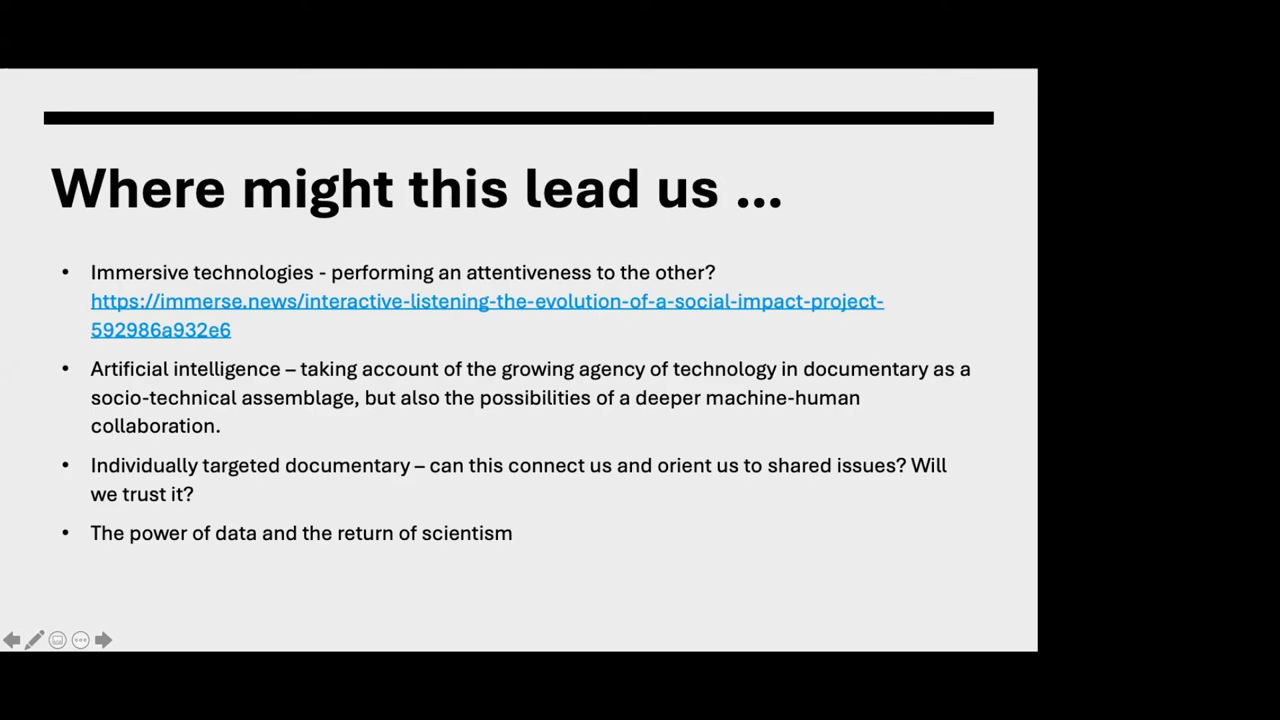 Where might this lead us ...
• Immersive technologies - performing an attentiveness to the other?
https://immerse.news/interactive-listening-the-evolution-of-a-social-impact-project-
592986a932e6
• Artificial intelligence – taking account of the growing agency of technology in documentary as a
socio-technical assemblage, but also the possibilities of a deeper machine-human
collaboration.
• Individually targeted documentary – can this connect us and orient us to shared issues? Will
we trust it?
• The power of data and the return of scientism